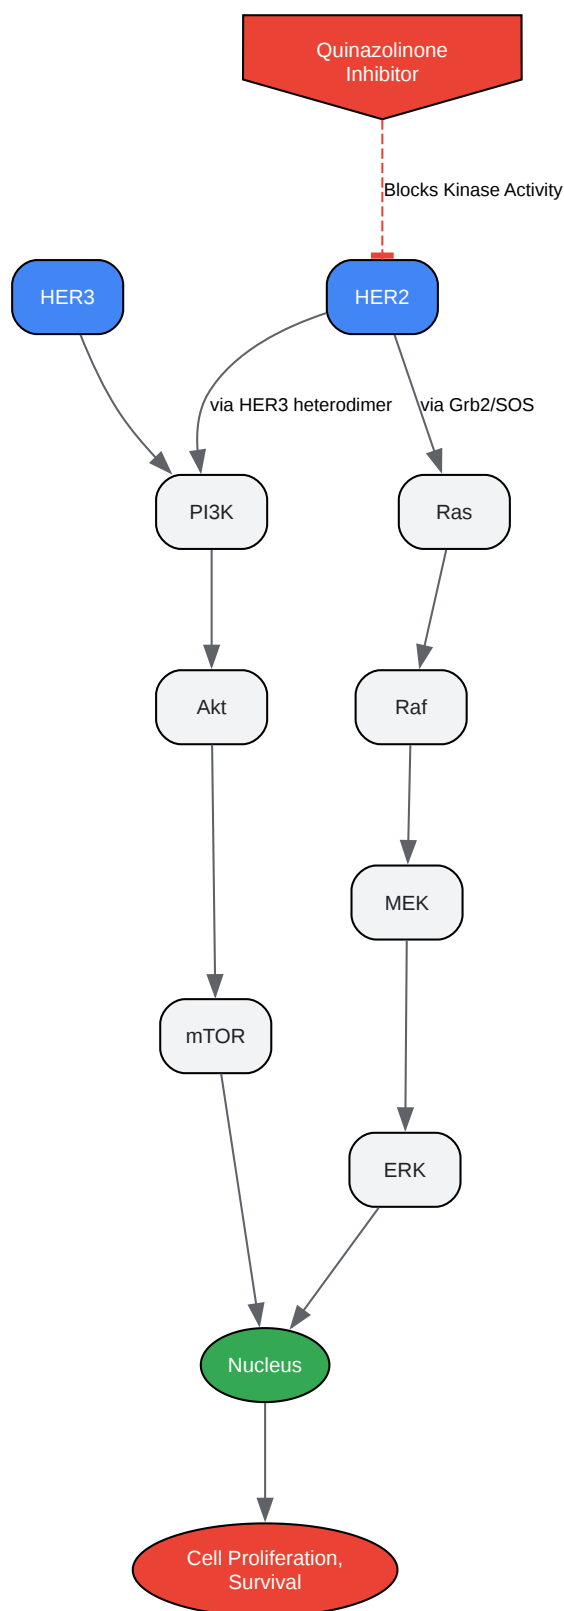 Quinazolinone
Inhibitor
Blocks Kinase Activity
HER3
HER2
via HER3 heterodimer
via Grb2/SOS
PI3K
Ras
Akt
Raf
MEK
mTOR
ERK
Nucleus
Cell Proliferation,
Survival